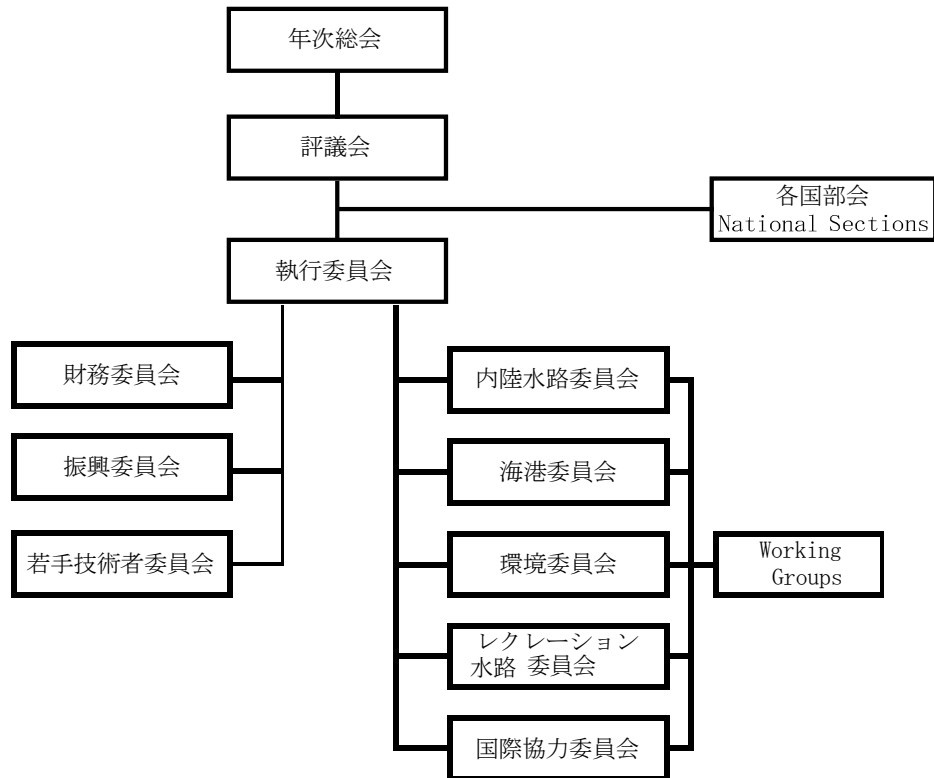 年次総会
評議会
各国部会
National Sections
執行委員会
財務委員会
振興委員会
若手技術者委員会
内陸水路委員会
海港委員会
環境委員会
レクレーション
水路 委員会
国際協力委員会
Working
Groups